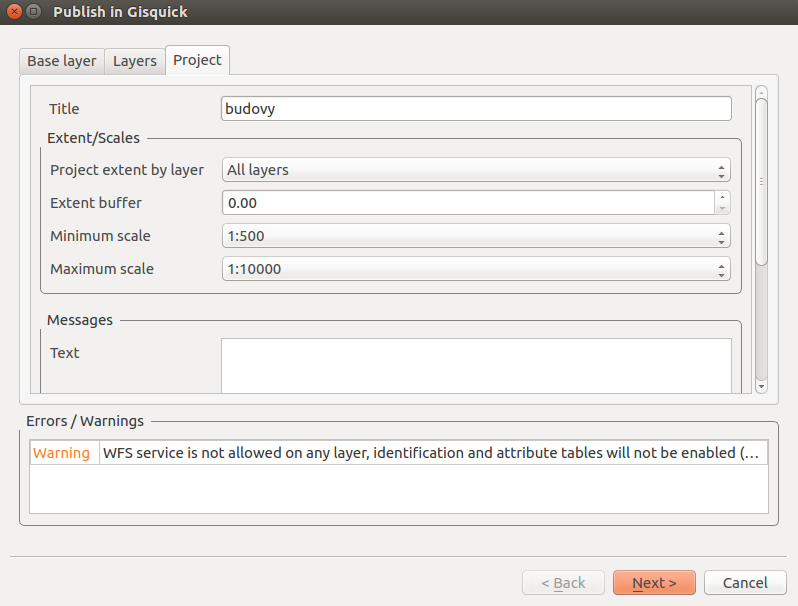 Publish in Gisquick
Base layer Layers Project
Title budovy
Extent/Scales
Project extent by layer All layers
Extent buffer 0.00
Minimum scale 1:500
Maximum scale 1:10000
Messages
Text
Errors / Warnings
Warning WFS service is not allowed on any layer, identification and attribute tables will not be enabled (...
< Back Next > Cancel